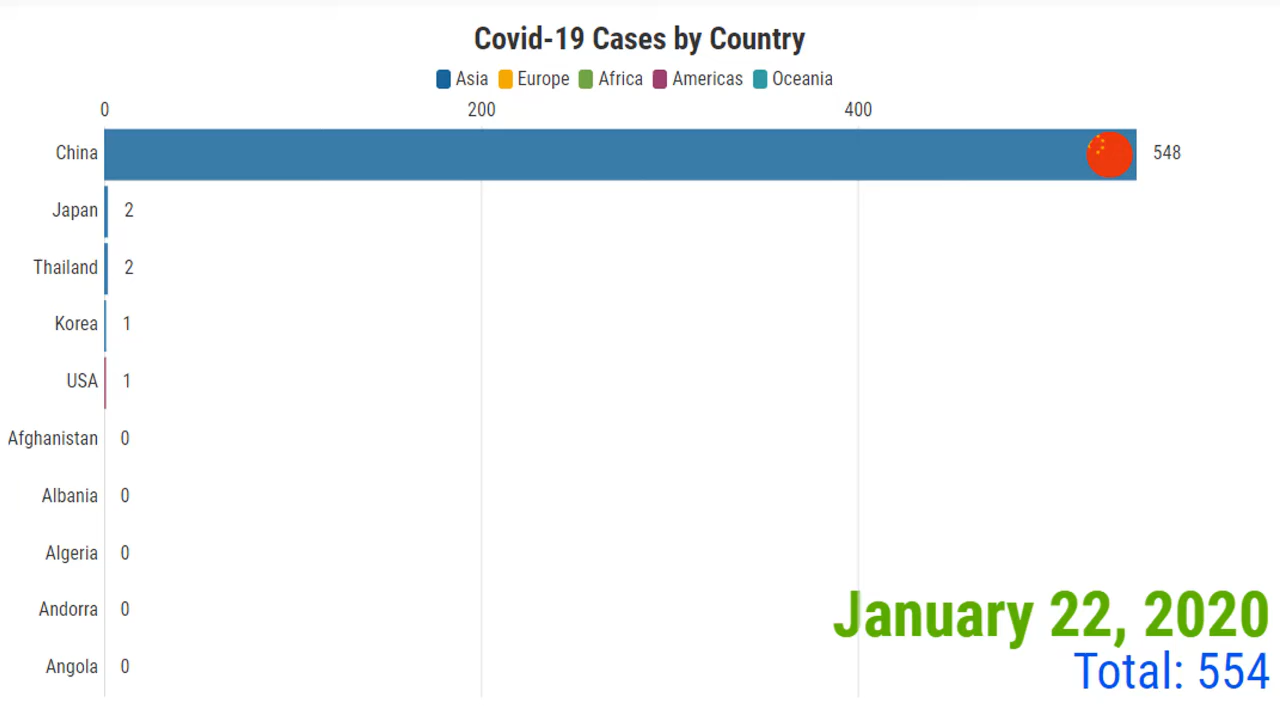 Covid-19 Cases by Country
Asia Europe Africa Americas Oceania
0 200 400
China 548
Japan 2
Thailand 2
Korea 1
USA 1
Afghanistan 0
Albania 0
Algeria 0
Andorra 0
Angola 0
January 22, 2020
Total: 554